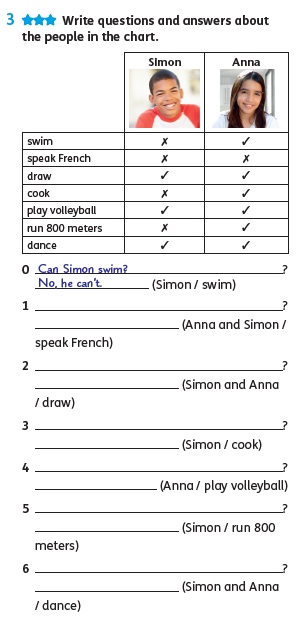 3 ★★★ Write questions and answers about
the people in the chart.
Simon Anna
swim ✗ ✓
speak French ✗ ✗
draw ✓ ✓
cook ✗ ✓
play volleyball ✓ ✓
run 800 meters ✗ ✓
dance ✓ ✓
0 Can Simon swim? ?
No, he can't. (Simon / swim)
1 ?
(Anna and Simon /
speak French)
2 ?
(Simon and Anna
/ draw)
3 ?
(Simon / cook)
4 ?
(Anna / play volleyball)
5 ?
(Simon / run 800
meters)
6 ?
(Simon and Anna
/ dance)